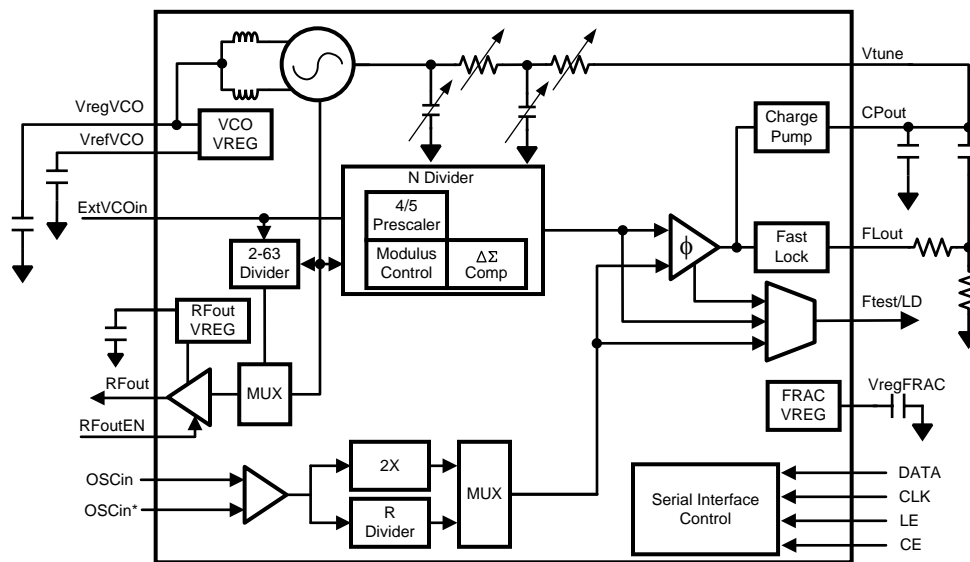 Vtune
VregVCO
VCO
VREG
CPout
Charge
Pump
VrefVCO
N Divider
4/5
Prescaler
ExtVCOin
ϕ
FLout
2-63
Divider
Modulus
Control
ΔΣ
Comp
Fast
Lock
RFout
VREG
Ftest/LD
RFout
MUX
FRAC
VREG
VregFRAC
RFoutEN
OSCin
2X
DATA
OSCin*
MUX
Serial Interface
Control
CLK
R
Divider
LE
CE